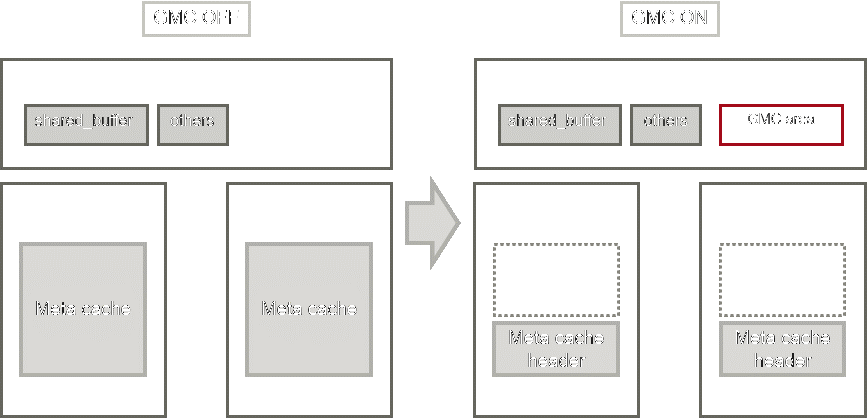 GMC OFF
GMC ON
shared_buffer
others
shared_buffer
others
GMC area
Meta cache
Meta cache
Meta cache
header
Meta cache
header